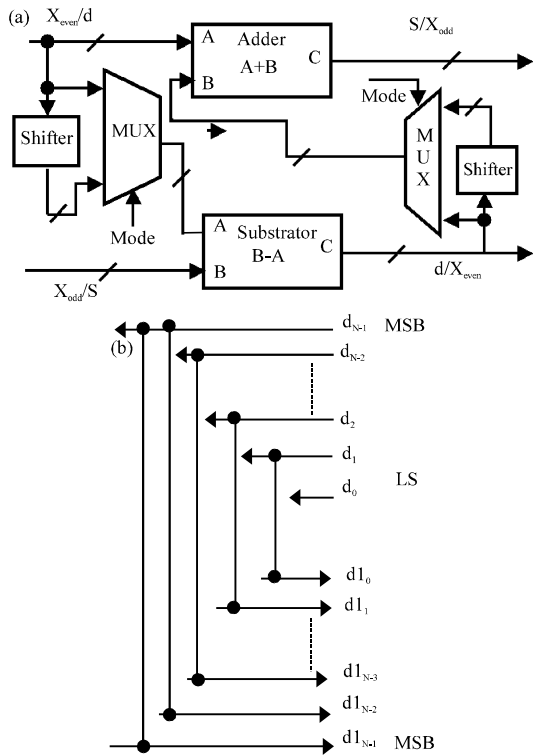 (a)
X_even/d
S/X_odd
A
Adder
A+B
B
C
Mode
Shifter
MUX
M
U
X
Shifter
Mode
A
Substrator
B-A
B
C
X_odd/S
d/X_even
(b)
d_N-1 MSB
d_N-2
d_2
d_1
d_0
LS
d1_0
d1_1
d1_N-3
d1_N-2
d1_N-1 MSB